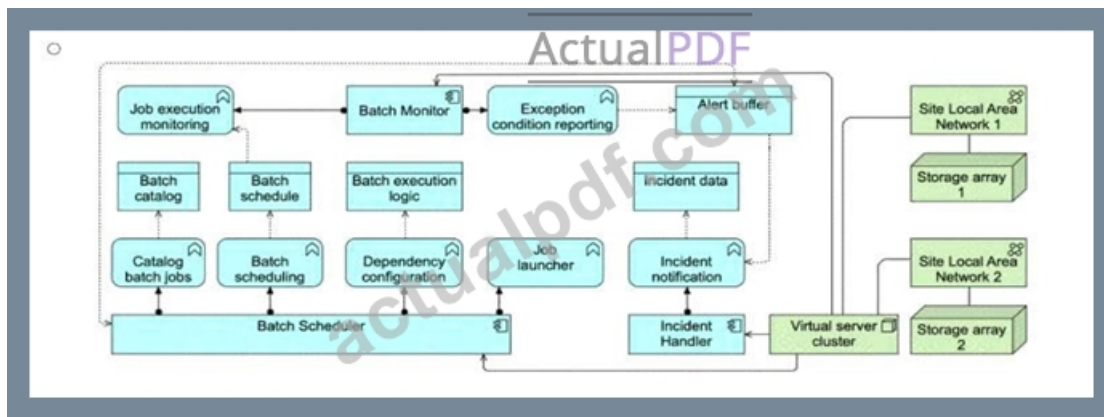 ActualPDF
Job execution
monitoring
Batch Monitor
Exception
condition reporting
Alert buffer
Site Local Area
Network 1
Storage array
1
Batch
catalog
Batch
schedule
Batch execution
logic
Incident data
Catalog
batch jobs
Batch
scheduling
Dependency
configuration
Job
launcher
Incident
notification
Site Local Area
Network 2
Storage array
2
Batch Scheduler
Incident
Handler
Virtual server
cluster
actualpdf.com